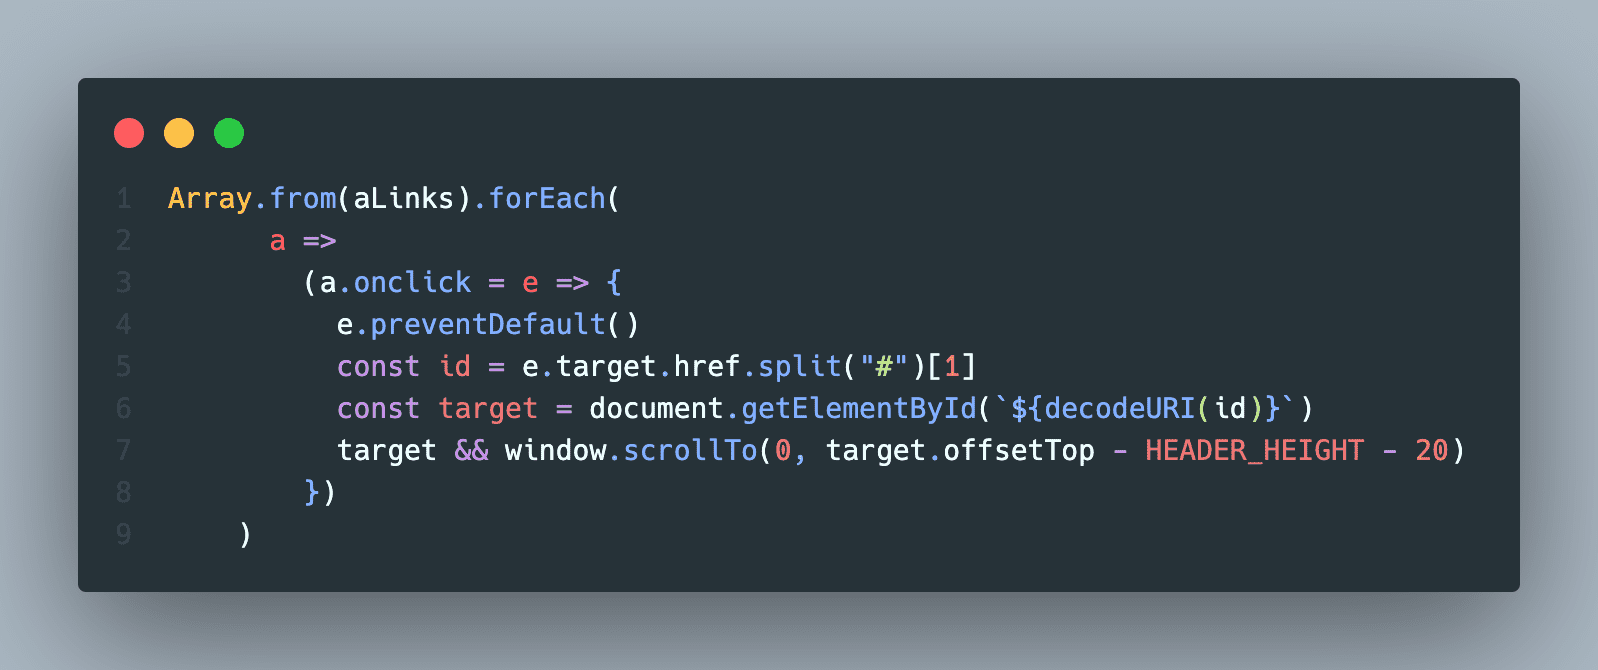 1 Array.from(aLinks).forEach(
2 a =>
3 (a.onclick = e => {
4 e.preventDefault()
5 const id = e.target.href.split("#")[1]
6 const target = document.getElementById(`${decodeURI(id)}`)
7 target && window.scrollTo(0, target.offsetTop - HEADER_HEIGHT - 20)
8 })
9 )